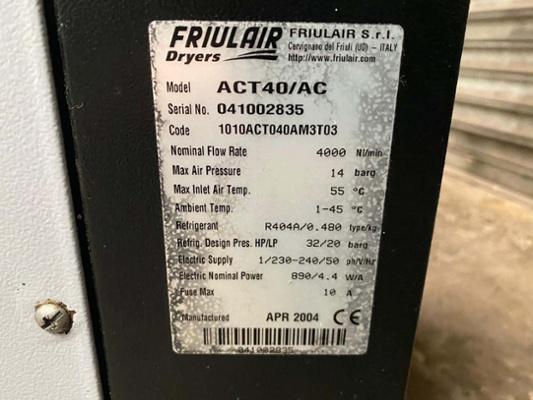 FRIULAIR Dryers
FRIULAIR S.r.l.
Cervignano del Friuli (UD) - ITALY
http://www.friulair.com
Model ACT40/AC
Serial No. 041002835
Code 1010ACT040AM3T03
Nominal Flow Rate 4000 Nl/min
Max Air Pressure 14 barg
Max Inlet Air Temp. 55 °C
Ambient Temp. 1-45 °C
Refrigerant R404A/0.480 type/kg
Refrig. Design Pres. HP/LP 32/20 barg
Electric Supply 1/230-240/50 ph/V/Hz
Electric Nominal Power 890/4.4 W/A
Fuse Max 10 A
Manufactured APR 2004 CE
041002835